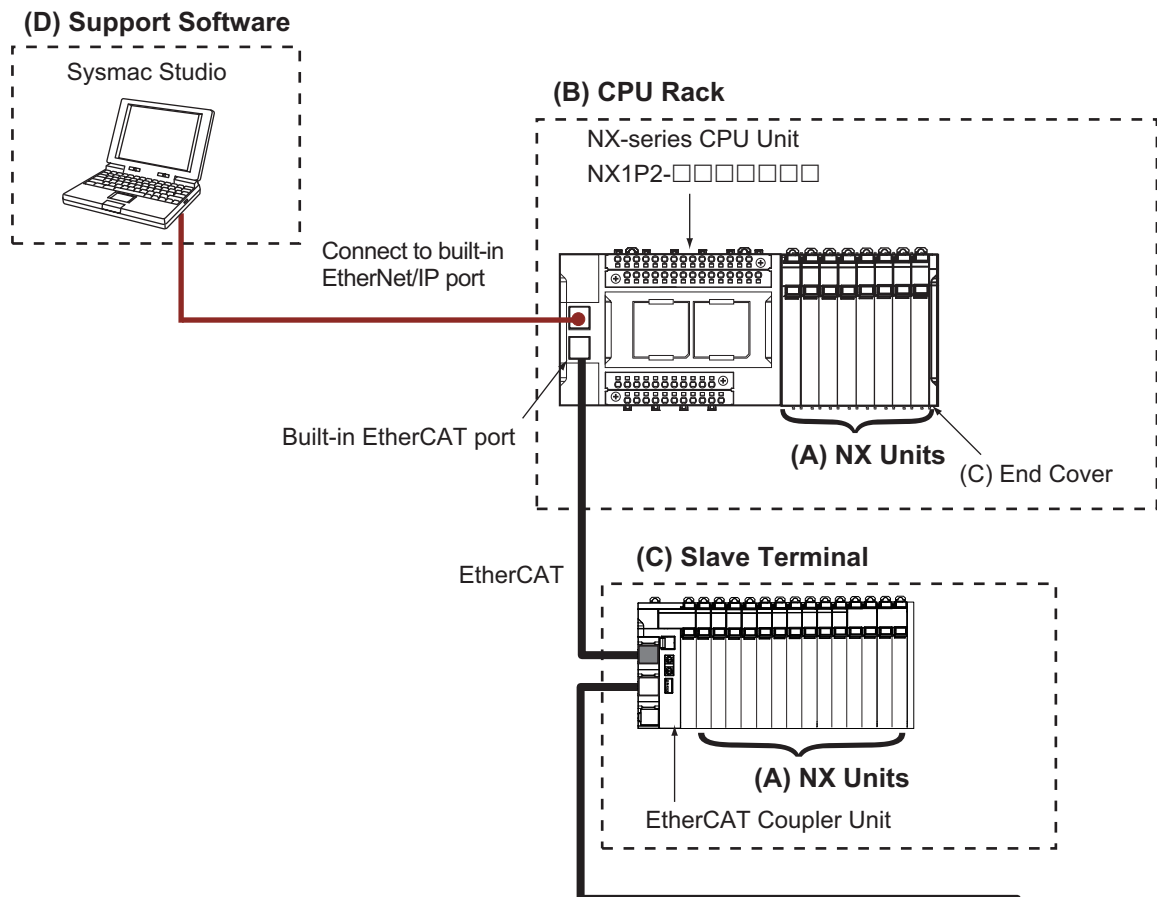 (D) Support Software
Sysmac Studio
(B) CPU Rack
NX-series CPU Unit
NX1P2-□□□□□□□
Connect to built-in
EtherNet/IP port
Built-in EtherCAT port
(A) NX Units
(C) End Cover
EtherCAT
(C) Slave Terminal
(A) NX Units
EtherCAT Coupler Unit